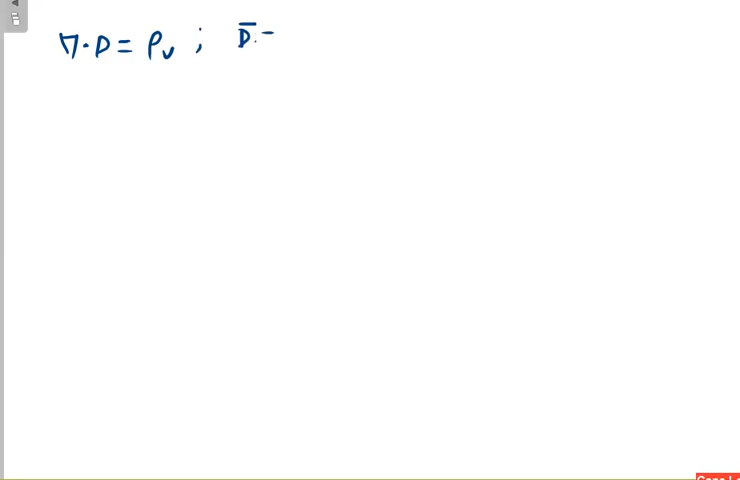 ∇·D = ρᵥ ; D̅ -